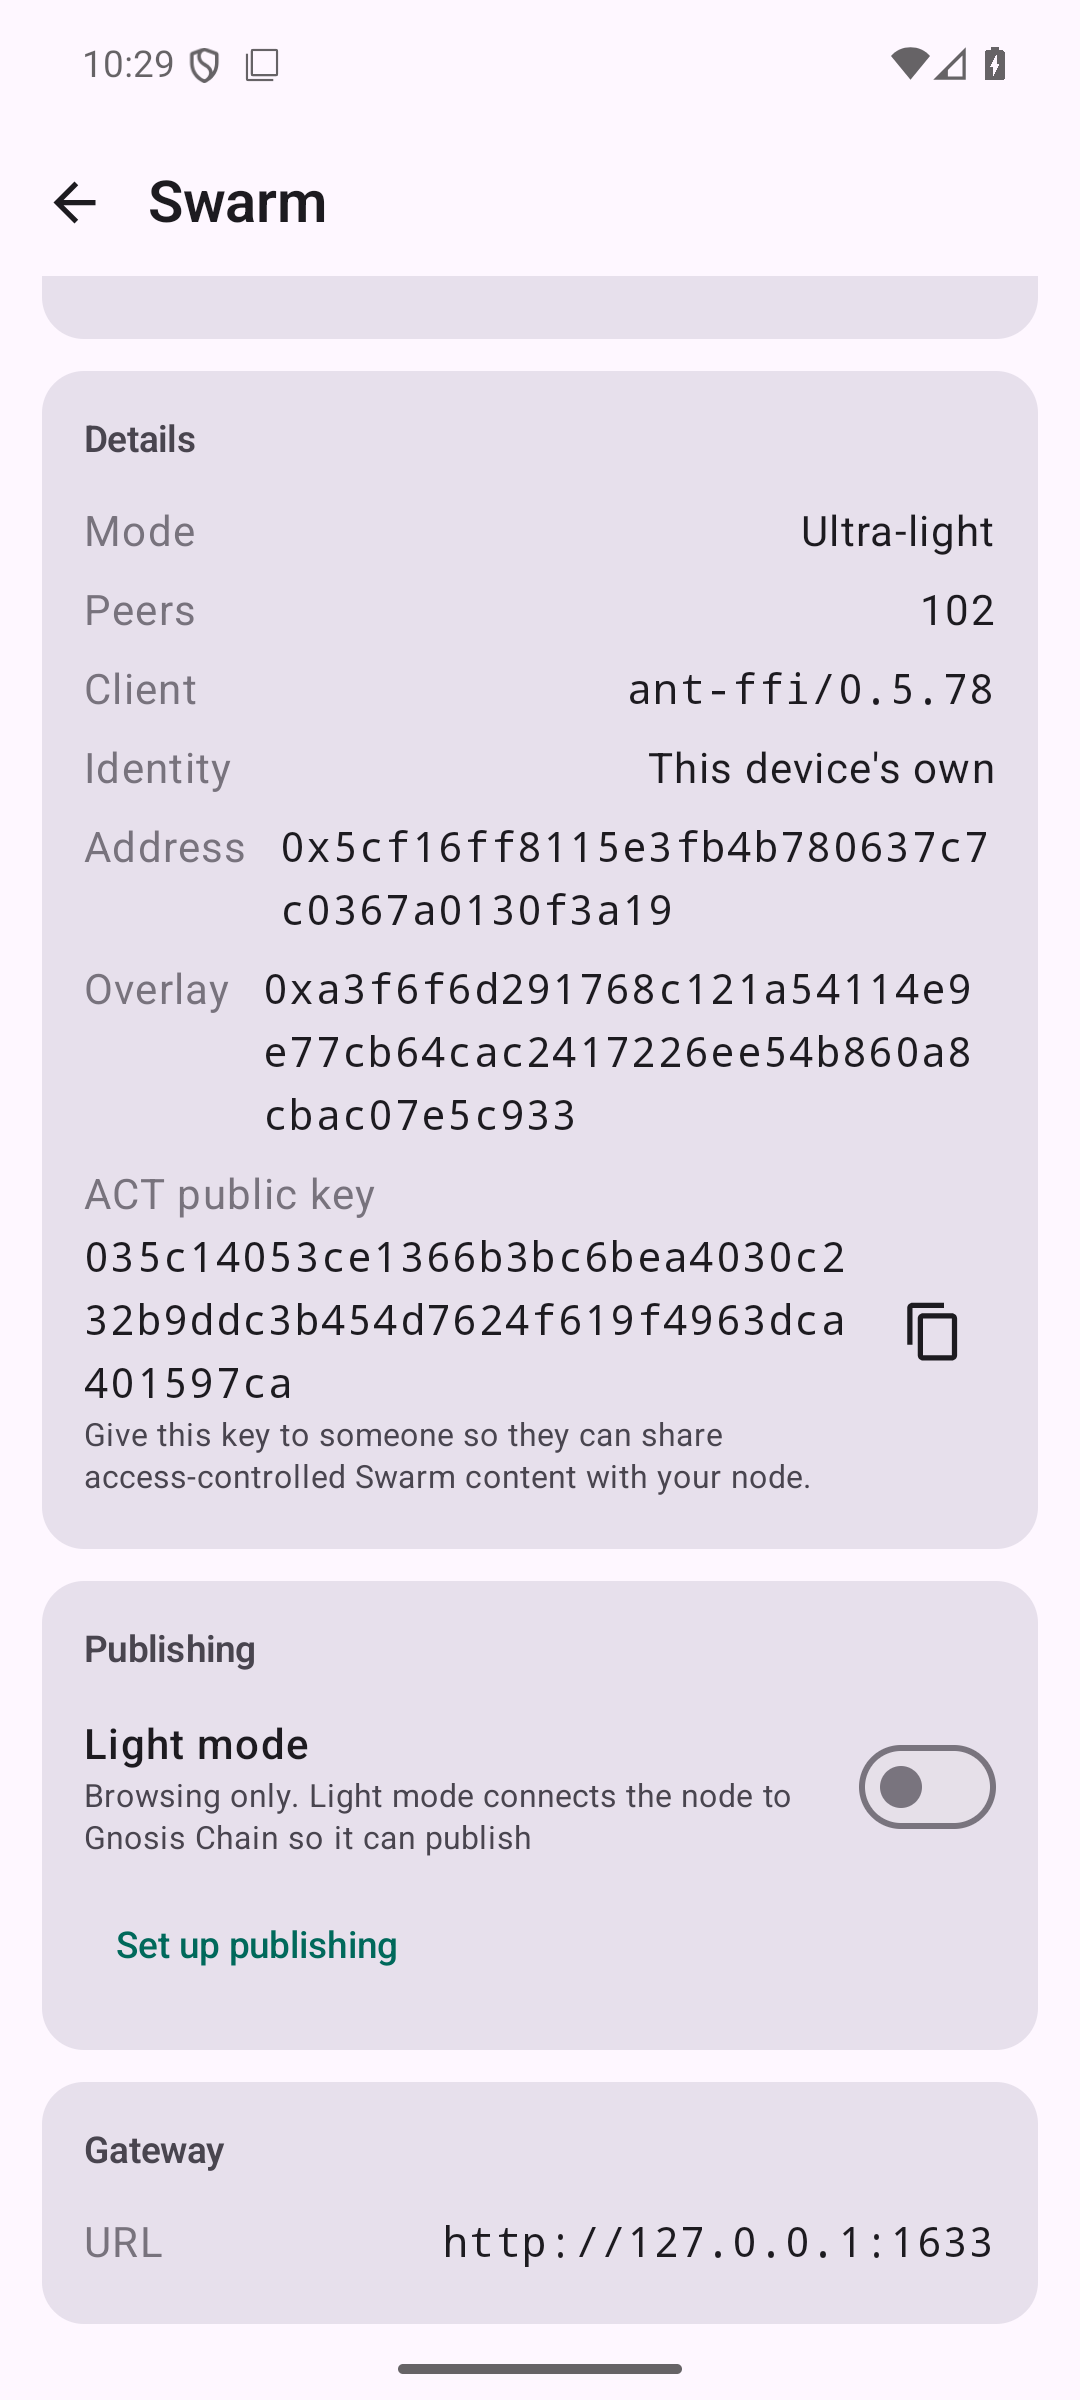 10:29
Swarm
Details
Mode Ultra-light
Peers 102
Client ant-ffi/0.5.78
Identity This device's own
Address 0x5cf16ff8115e3fb4b780637c7
c0367a0130f3a19
Overlay 0xa3f6f6d291768c121a54114e9
e77cb64cac2417226ee54b860a8
cbac07e5c933
ACT public key
035c14053ce1366b3bc6bea4030c2
32b9ddc3b454d7624f619f4963dca
401597ca
Give this key to someone so they can share
access-controlled Swarm content with your node.
Publishing
Light mode
Browsing only. Light mode connects the node to
Gnosis Chain so it can publish
Set up publishing
Gateway
URL http://127.0.0.1:1633